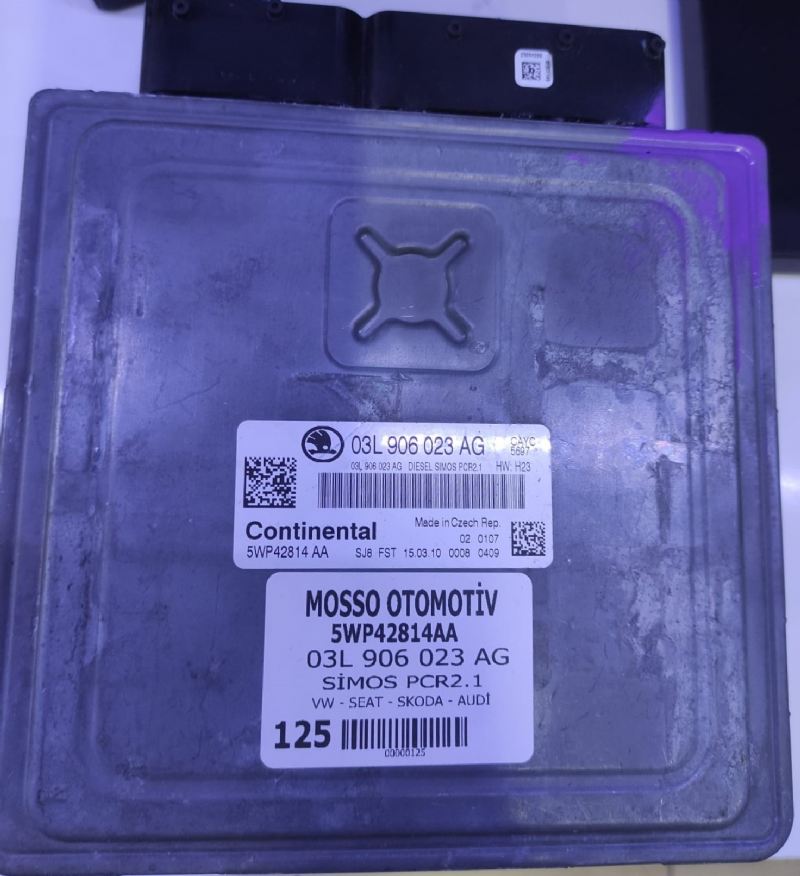 03L 906 023 AG
CAYC
5697
03L 906 023 AG DIESEL SIMOS PCR2.1 HW: H23
Continental
Made in Czech Rep.
02 0107
5WP42814 AA SJ8 FST 15.03.10 0008 0409
MOSSO OTOMOTİV
5WP42814AA
03L 906 023 AG
SİMOS PCR2.1
VW - SEAT - SKODA - AUDİ
125
00000125